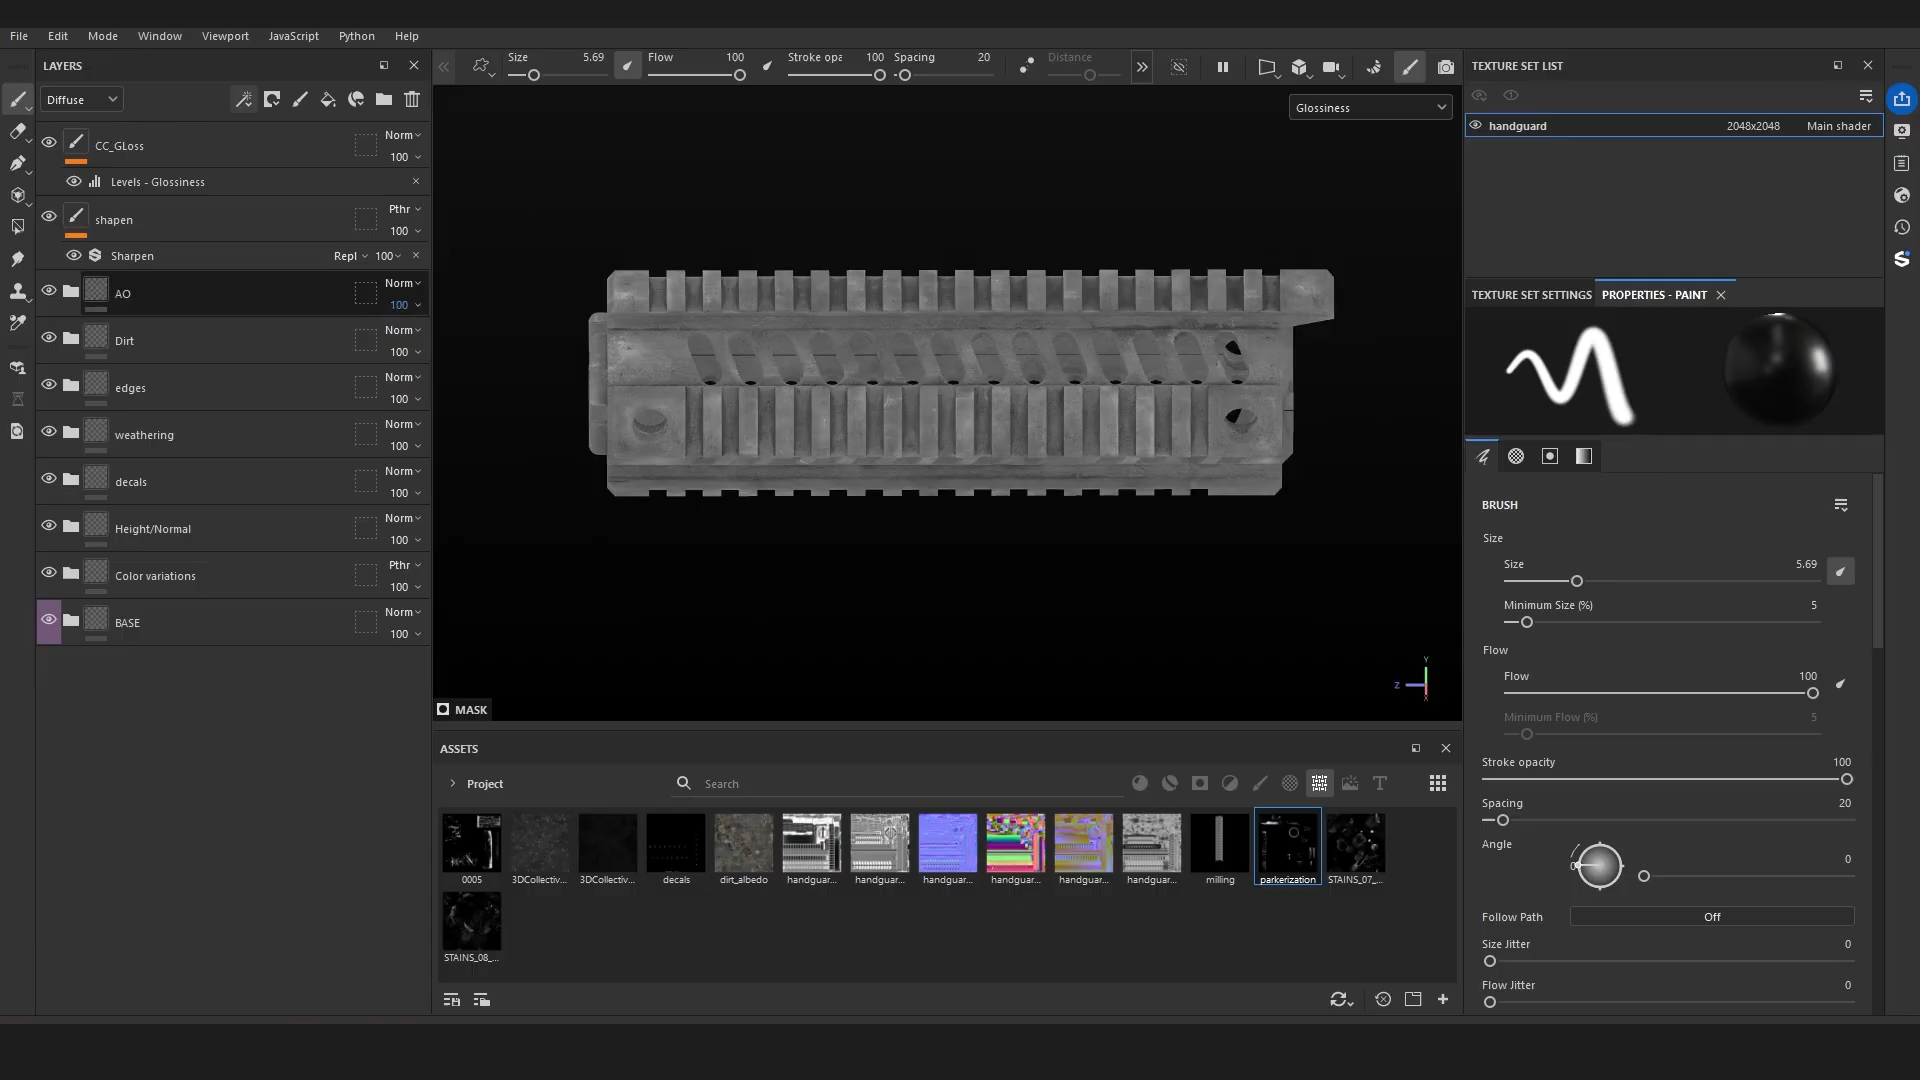 File Edit Mode Window Viewport JavaScript Python Help
LAYERS
Diffuse
CC_GLoss Norm 100
Levels - Glossiness
shapen Pthr 100
Sharpen Repl 100
AO Norm 100
Dirt Norm 100
edges Norm 100
weathering Norm 100
decals Norm 100
Height/Normal Norm 100
Color variations Pthr 100
BASE Norm 100
Size 5.69 Flow 100 Stroke opa 100 Spacing 20 Distance
Glossiness
Y
Z
X
MASK
ASSETS
Project Search
0005 3DCollectiv... 3DCollectiv... decals dirt_albedo handguar... handguar... handguar... handguar... handguar... handguar... milling parkerization STAINS_07_...
STAINS_08_...
TEXTURE SET LIST
handguard 2048x2048 Main shader
TEXTURE SET SETTINGS PROPERTIES - PAINT
BRUSH
Size
Size 5.69
Minimum Size (%) 5
Flow
Flow 100
Minimum Flow (%) 5
Stroke opacity 100
Spacing 20
Angle 0
Follow Path Off
Size Jitter 0
Flow Jitter 0